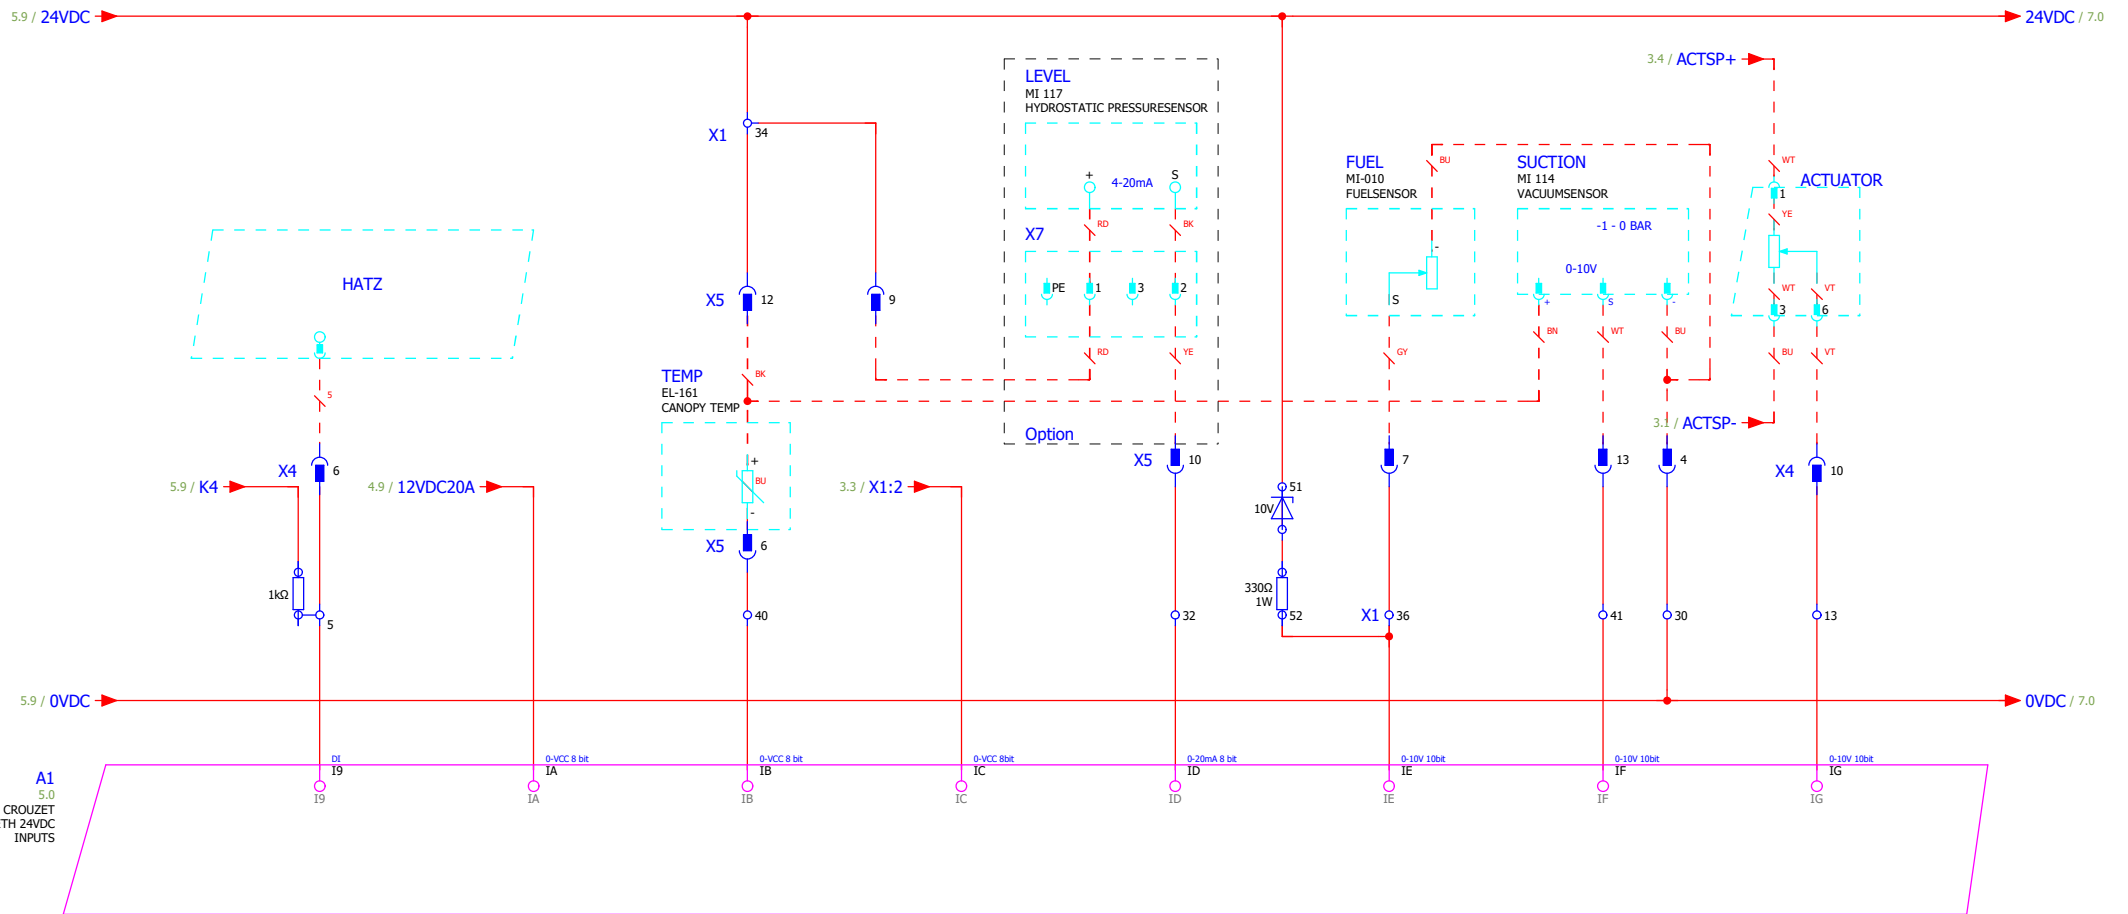 5.9 / 24VDC
24VDC / 7.0
3.4 / ACTSP+
LEVEL
MI 117
HYDROSTATIC PRESSURESENSOR
X1
34
FUEL
MI-010
FUELSENSOR
BU
SUCTION
MI 114
VACUUMSENSOR
WT
ACTUATOR
1
+
4-20mA
S
YE
X7
RD
BK
-1 - 0 BAR
HATZ
-
0-10V
X5
12
9
PE
1
3
2
S
+
S
-
WT
VT
3
6
BN
WT
BU
RD
YE
GY
BU
VT
TEMP
EL-161
CANOPY TEMP
BK
5
Option
3.1 / ACTSP-
X4
6
X5
10
7
13
4
X4
10
5.9 / K4
4.9 / 12VDC20A
+
BU
-
3.3 / X1:2
51
10V
X5
6
1kΩ
5
40
32
330Ω
1W
52
X1
36
41
30
13
5.9 / 0VDC
0VDC / 7.0
DI
I9
0-VCC 8 bit
IA
0-VCC 8 bit
IB
0-VCC 8bit
IC
0-20mA 8 bit
ID
0-10V 10bit
IE
0-10V 10bit
IF
0-10V 10bit
IG
A1
5.0
CROUZET
TH 24VDC
INPUTS
I9
IA
IB
IC
ID
IE
IF
IG